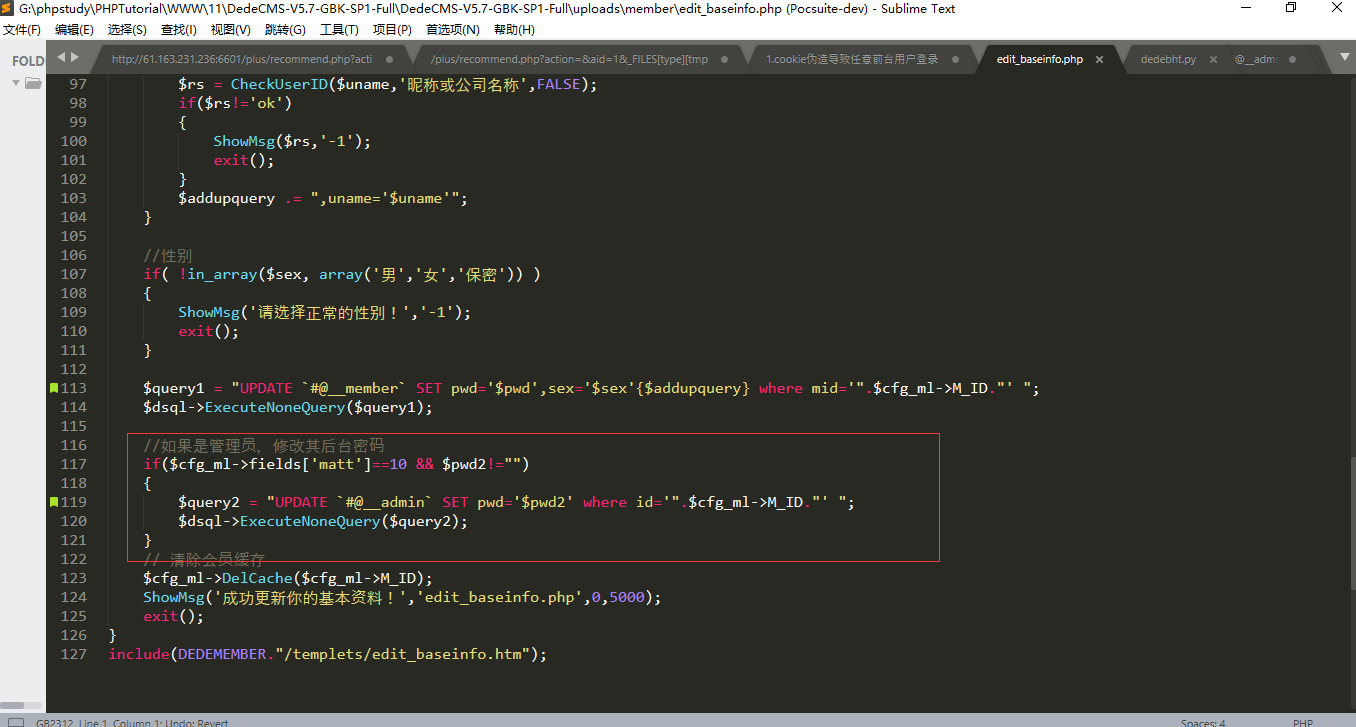 G:\phpstudy\PHPTutorial\WWW\11\DedeCMS-V5.7-GBK-SP1-Full\DedeCMS-V5.7-GBK-SP1-Full\uploads\member\edit_baseinfo.php (Pocsuite-dev) - Sublime Text
文件(F) 编辑(E) 选择(S) 查找(I) 视图(V) 跳转(G) 工具(T) 项目(P) 首选项(N) 帮助(H)
FOLD http://61.163.231.236:6601/plus/recommend.php?acti /plus/recommend.php?action=&aid=1&_FILES[type][tmp 1.cookie伪造导致任意前台用户登录 edit_baseinfo.php dedebht.py @__admi
97 $rs = CheckUserID($uname,'昵称或公司名称',FALSE);
98 if($rs!='ok')
99 {
100 ShowMsg($rs,'-1');
101 exit();
102 }
103 $addupquery .= ",uname='$uname'";
104 }
105
106 //性别
107 if( !in_array($sex, array('男','女','保密')) )
108 {
109 ShowMsg('请选择正常的性别！','-1');
110 exit();
111 }
112
113 $query1 = "UPDATE `#@__member` SET pwd='$pwd',sex='$sex'{$addupquery} where mid='".$cfg_ml->M_ID."' ";
114 $dsql->ExecuteNoneQuery($query1);
115
116 //如果是管理员，修改其后台密码
117 if($cfg_ml->fields['matt']==10 && $pwd2!="")
118 {
119 $query2 = "UPDATE `#@__admin` SET pwd='$pwd2' where id='".$cfg_ml->M_ID."' ";
120 $dsql->ExecuteNoneQuery($query2);
121 }
122 // 清除会员缓存
123 $cfg_ml->DelCache($cfg_ml->M_ID);
124 ShowMsg('成功更新你的基本资料！','edit_baseinfo.php',0,5000);
125 exit();
126 }
127 include(DEDEMEMBER."/templets/edit_baseinfo.htm");
GB2312, Line 1, Column 1; Undo: Revert Spaces: 4 PHP